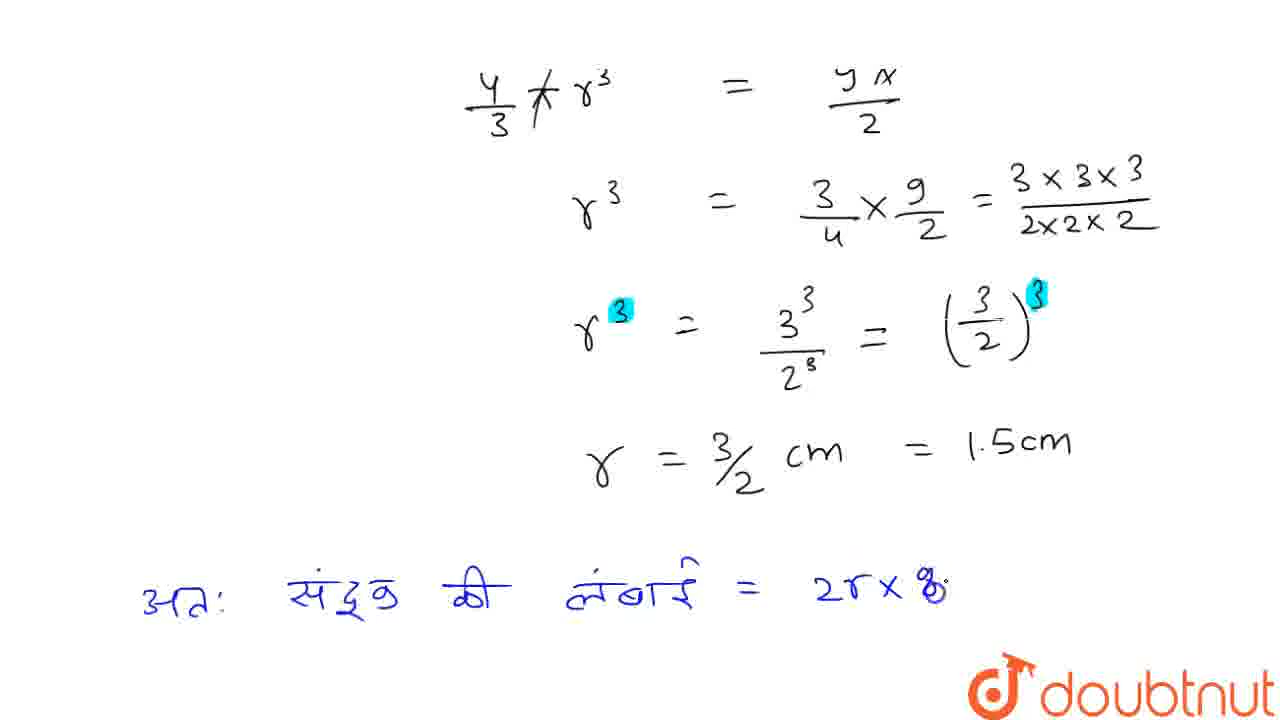 4/3 π r³ = 9π/2
r³ = 3/4 × 9/2 = 3×3×3/2×2×2
r³ = 3³/2³ = (3/2)³
r = 3/2 cm = 1.5cm
अतः संदूक की लंबाई = 2r × 8
doubtnut